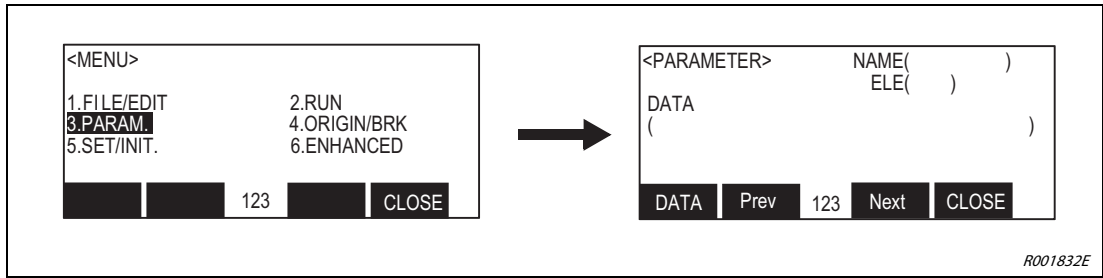 <MENU>
1.FILE/EDIT 2.RUN
3.PARAM. 4.ORIGIN/BRK
5.SET/INIT. 6.ENHANCED
123 CLOSE
<PARAMETER> NAME( )
ELE( )
DATA
( )
DATA Prev 123 Next CLOSE
R001832E